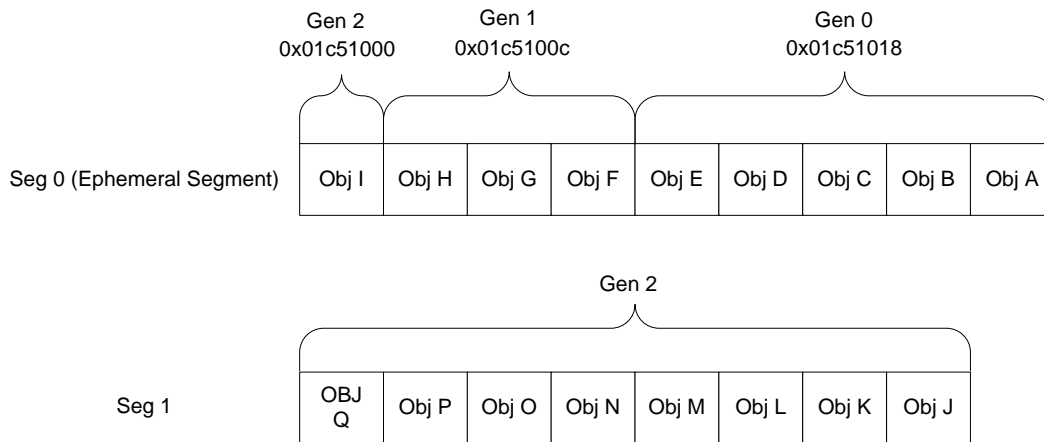 Gen 2
0x01c51000
Gen 1
0x01c5100c
Gen 0
0x01c51018
Seg 0 (Ephemeral Segment)
Obj I
Obj H
Obj G
Obj F
Obj E
Obj D
Obj C
Obj B
Obj A
Gen 2
Seg 1
OBJ
Q
Obj P
Obj O
Obj N
Obj M
Obj L
Obj K
Obj J